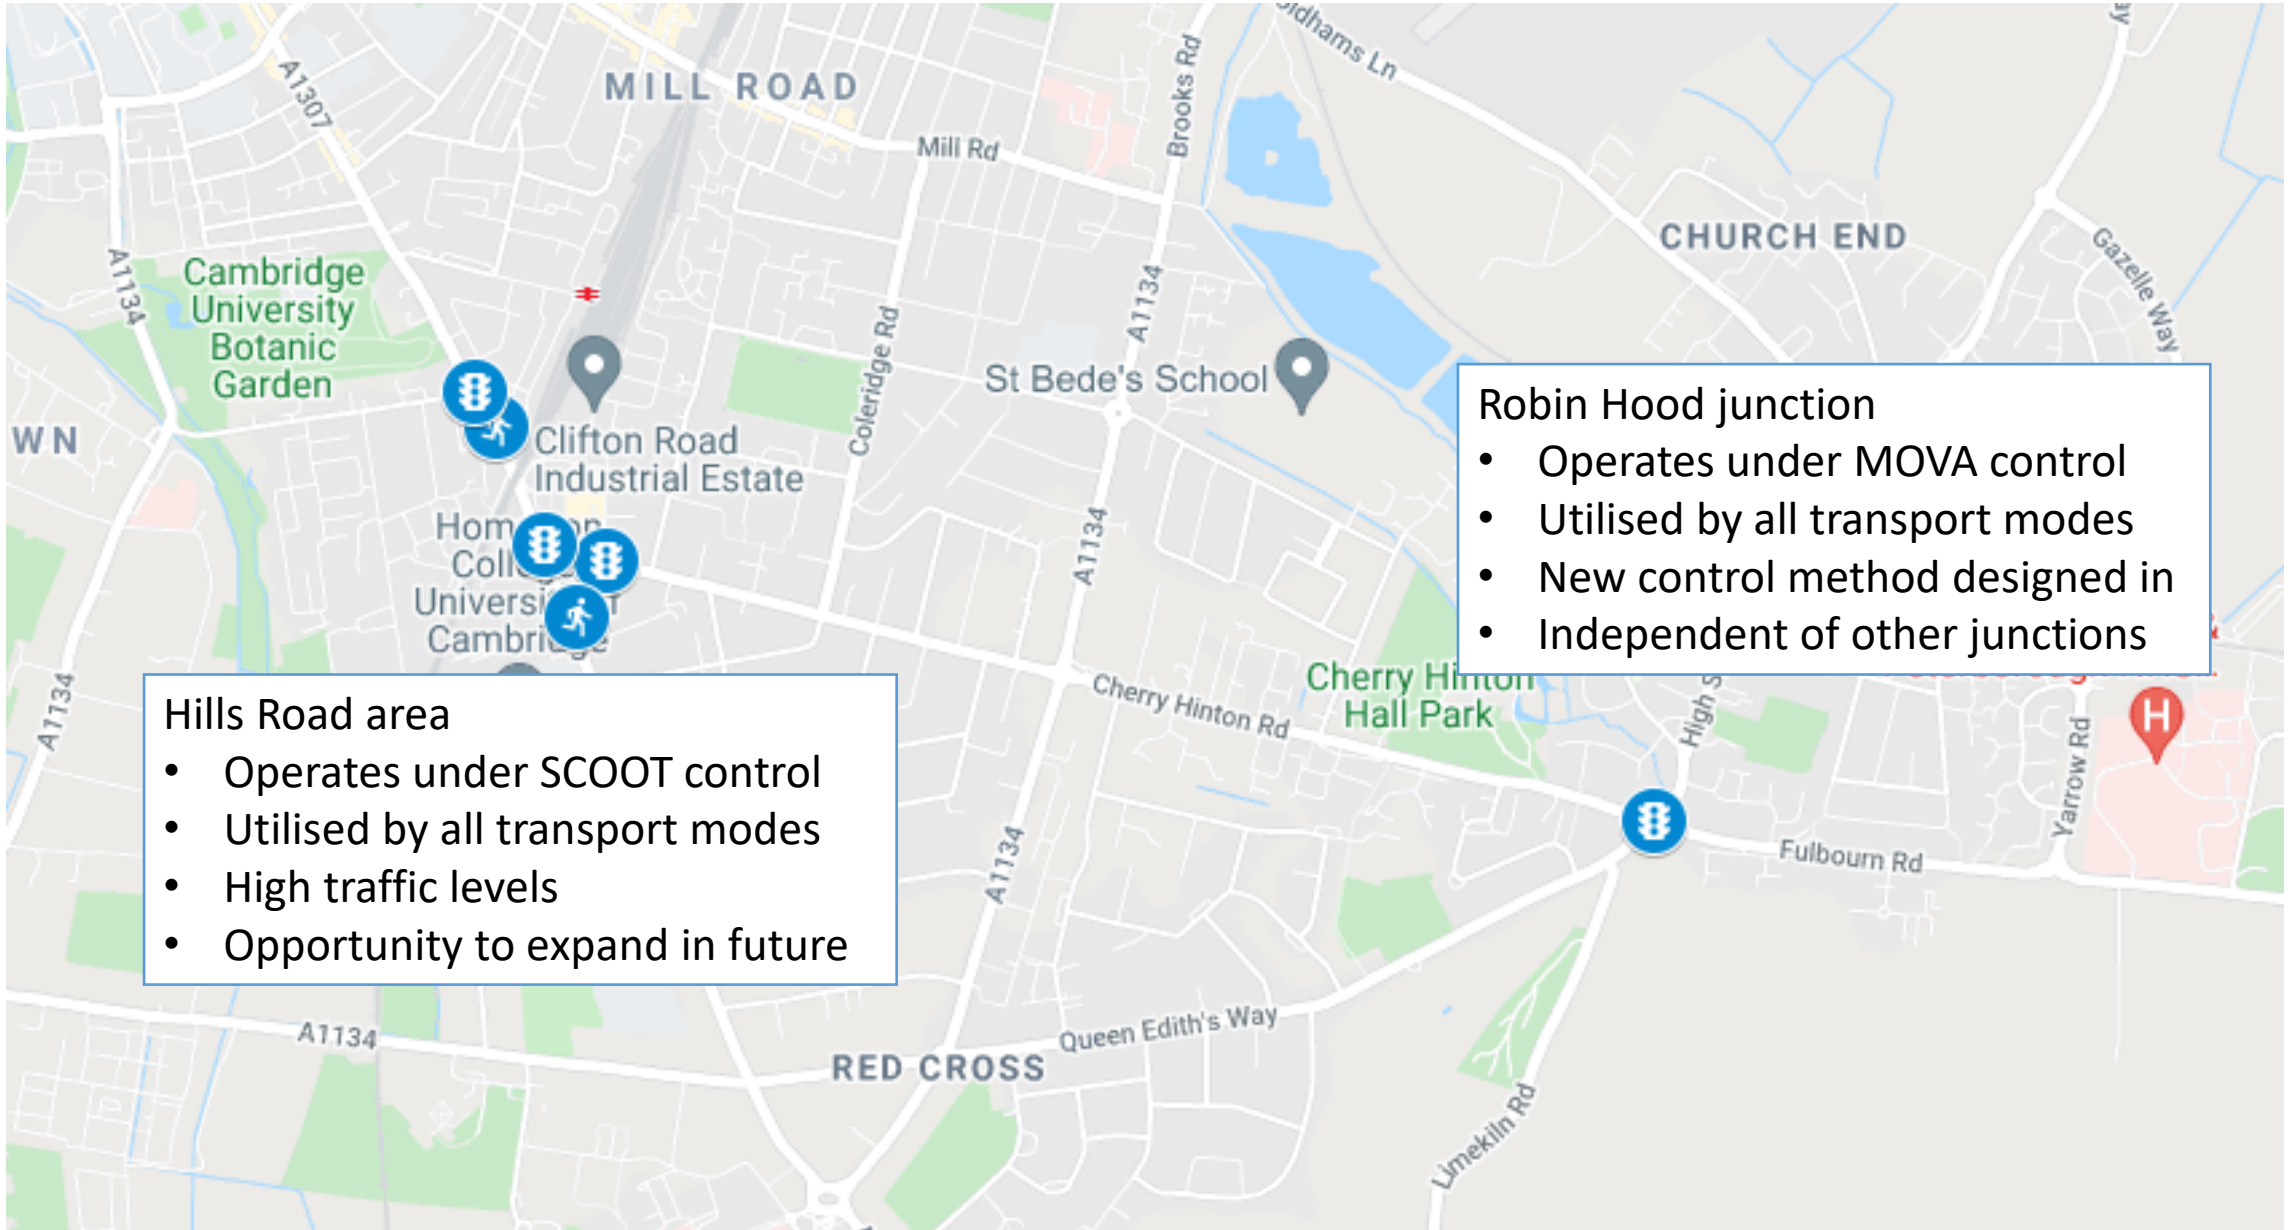 A1307
MILL ROAD
Mill Rd
Brooks Rd
Ln
CHURCH END
Gazelle Way
A1134
Cambridge
University
Botanic
Garden
A1134
Coleridge Rd
St Bede's School
WN
Clifton Road
Industrial Estate
A1134
University
Robin Hood junction
• Operates under MOVA control
• Utilised by all transport modes
• New control method designed in
• Independent of other junctions
Cherry Hinton
Hall Park
Cherry Hinton Rd
High S
H
Yarrow Rd
A1134
Hills Road area
• Operates under SCOOT control
• Utilised by all transport modes
• High traffic levels
• Opportunity to expand in future
A1134
Fulbourn Rd
A1134
Queen Edith's Way
RED CROSS
Limekiln Rd